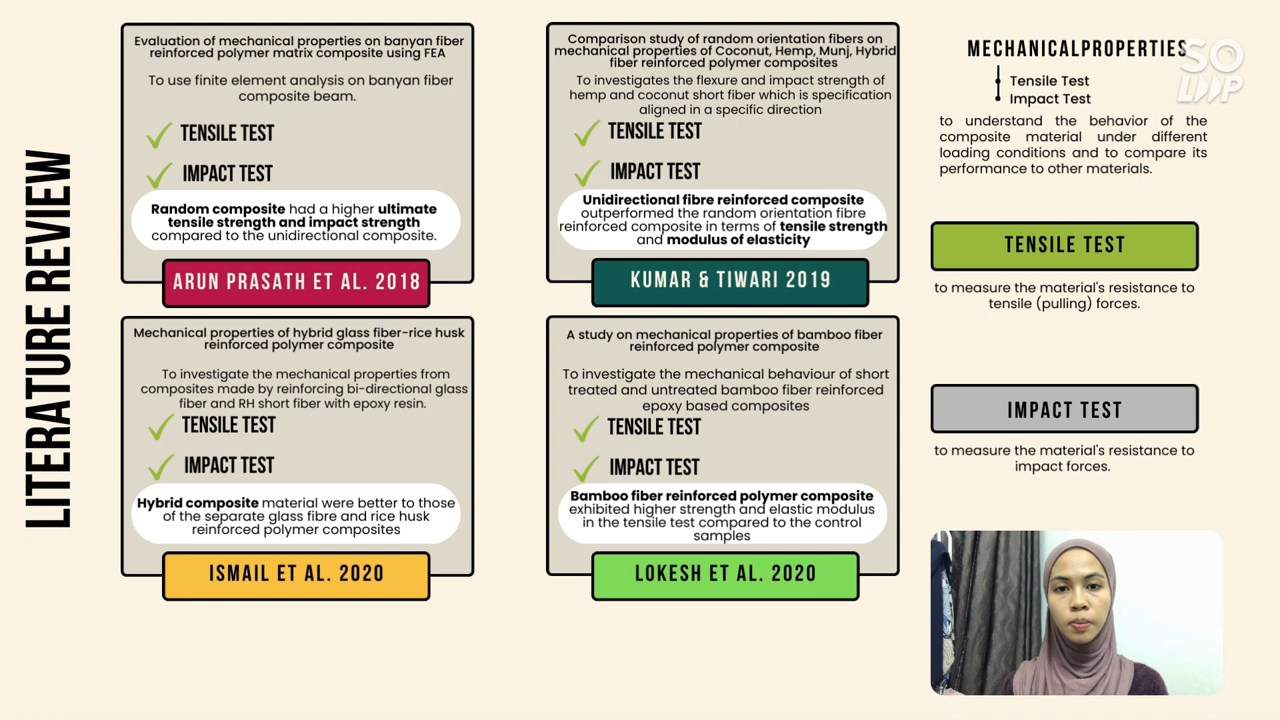 LITERATURE REVIEW
Evaluation of mechanical properties on banyan fiber
reinforced polymer matrix composite using FEA
To use finite element analysis on banyan fiber
composite beam.
TENSILE TEST
IMPACT TEST
Random composite had a higher ultimate
tensile strength and impact strength
compared to the unidirectional composite.
ARUN PRASATH ET AL. 2018
Comparison study of random orientation fibers on
mechanical properties of Coconut, Hemp, Munj, Hybrid
fiber reinforced polymer composites
To investigates the flexure and impact strength of
hemp and coconut short fiber which is specification
aligned in a specific direction
TENSILE TEST
IMPACT TEST
Unidirectional fibre reinforced composite
outperformed the random orientation fibre
reinforced composite in terms of tensile strength
and modulus of elasticity
KUMAR & TIWARI 2019
Mechanical properties of hybrid glass fiber-rice husk
reinforced polymer composite
To investigate the mechanical properties from
composites made by reinforcing bi-directional glass
fiber and RH short fiber with epoxy resin.
TENSILE TEST
IMPACT TEST
Hybrid composite material were better to those
of the separate glass fibre and rice husk
reinforced polymer composites
ISMAIL ET AL. 2020
A study on mechanical properties of bamboo fiber
reinforced polymer composite
To investigate the mechanical behaviour of short
treated and untreated bamboo fiber reinforced
epoxy based composites
TENSILE TEST
IMPACT TEST
Bamboo fiber reinforced polymer composite
exhibited higher strength and elastic modulus
in the tensile test compared to the control
samples
LOKESH ET AL. 2020
MECHANICALPROPERTIES
Tensile Test
Impact Test
to understand the behavior of the
composite material under different
loading conditions and to compare its
performance to other materials.
TENSILE TEST
to measure the material's resistance to
tensile (pulling) forces.
IMPACT TEST
to measure the material's resistance to
impact forces.